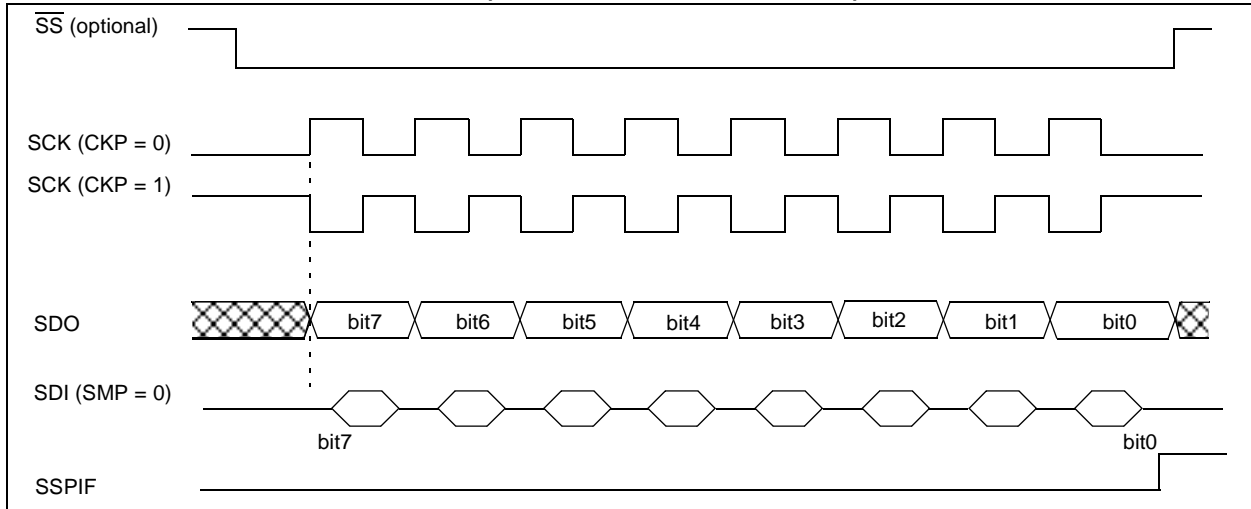 SS (optional)
SCK (CKP = 0)
SCK (CKP = 1)
SDO bit7 bit6 bit5 bit4 bit3 bit2 bit1 bit0
SDI (SMP = 0)
bit7 bit0
SSPIF